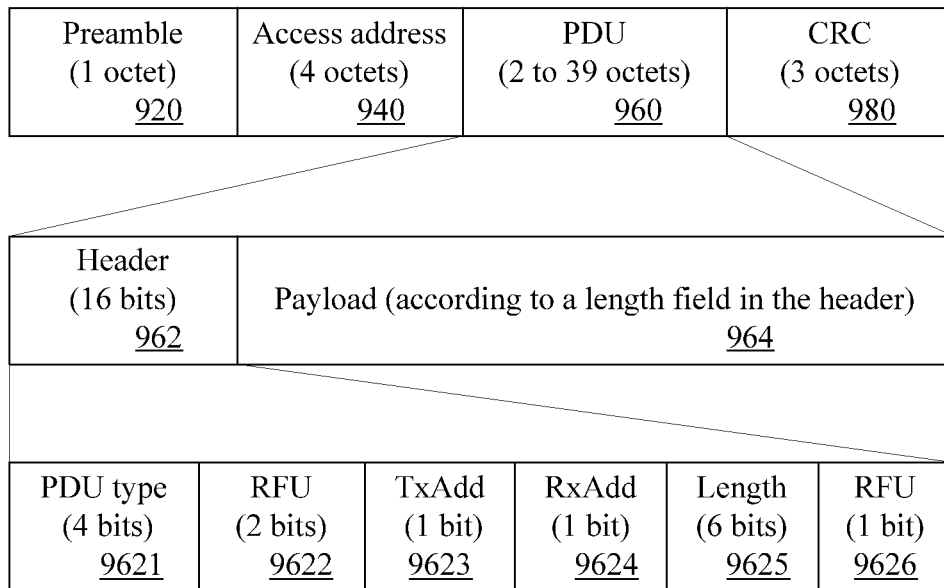 Preamble
(1 octet)
920
Access address
(4 octets)
940
PDU
(2 to 39 octets)
960
CRC
(3 octets)
980
Header
(16 bits)
962
Payload (according to a length field in the header)
964
PDU type
(4 bits)
9621
RFU
(2 bits)
9622
TxAdd
(1 bit)
9623
RxAdd
(1 bit)
9624
Length
(6 bits)
9625
RFU
(1 bit)
9626